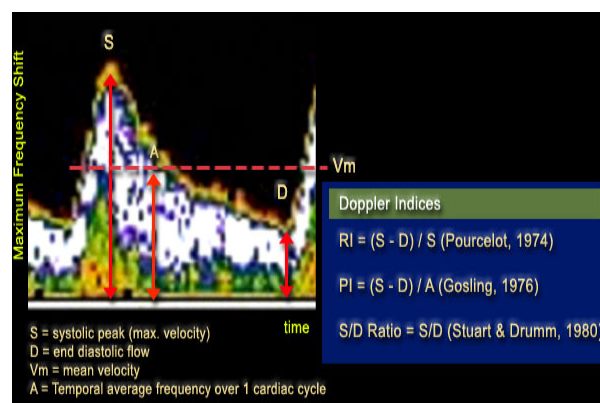 Maximum Frequency Shift
S
A
Vm
D
Doppler Indices
RI = (S - D) / S (Pourcelot, 1974)
PI = (S - D) / A (Gosling, 1976)
S/D Ratio = S/D (Stuart & Drumm, 1980)
time
S = systolic peak (max. velocity)
D = end diastolic flow
Vm = mean velocity
A = Temporal average frequency over 1 cardiac cycle